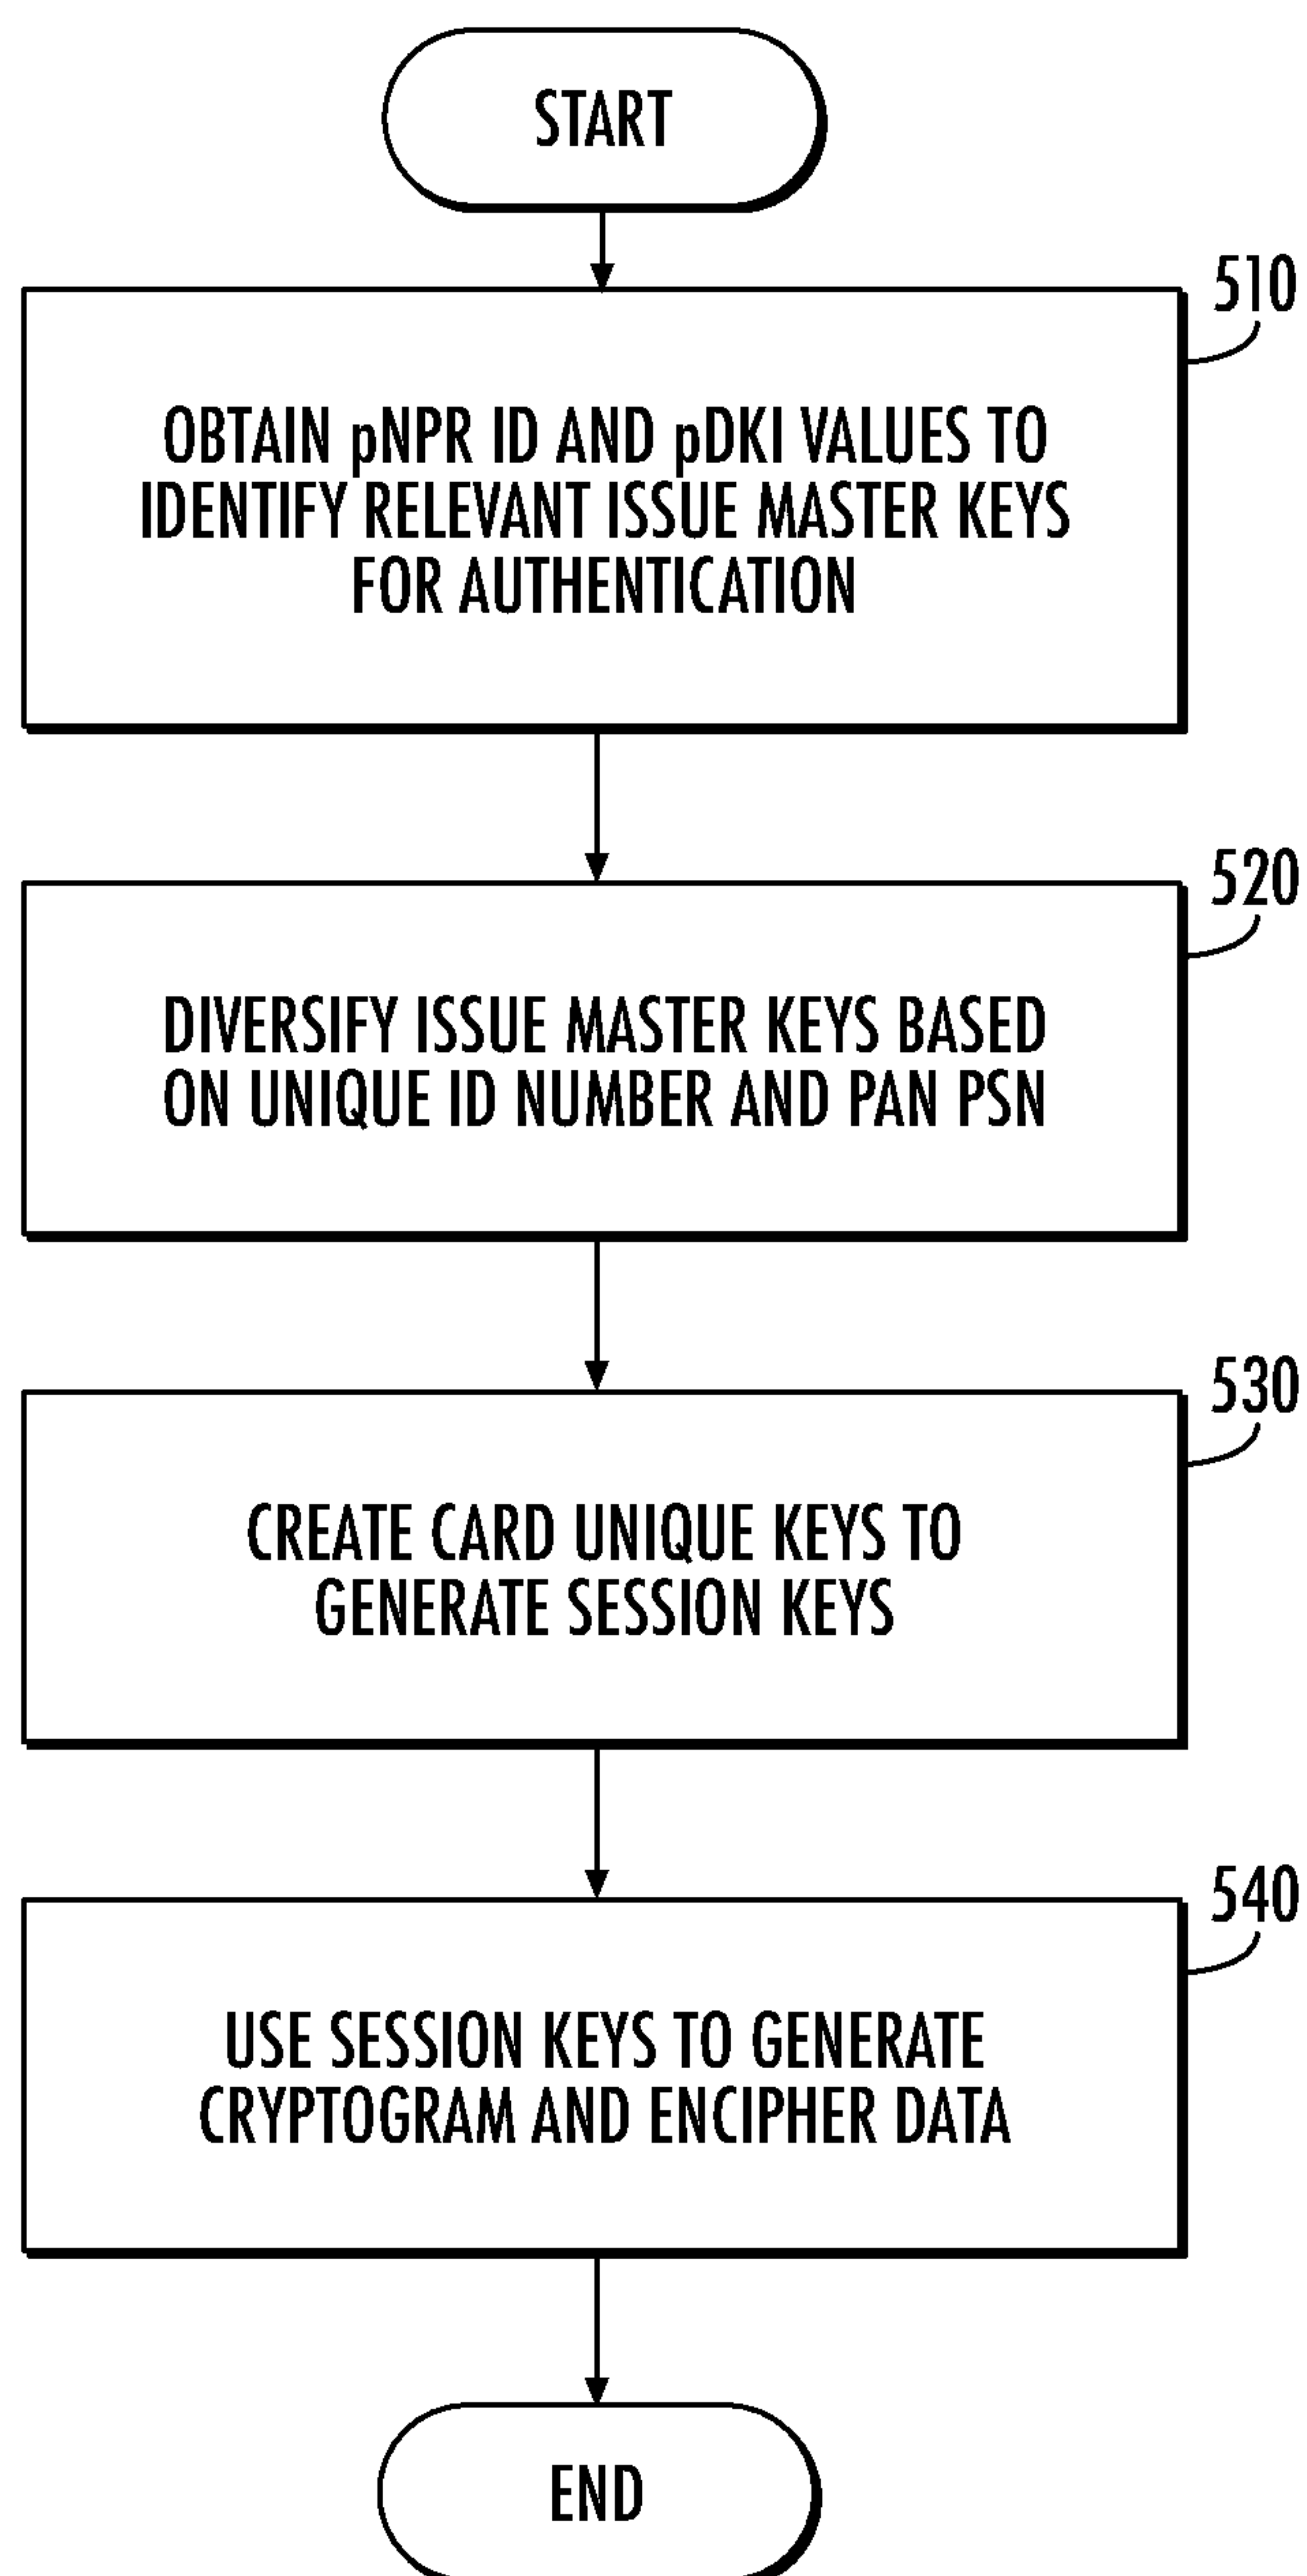 START
510
OBTAIN pNPR ID AND pDKI VALUES TO
IDENTIFY RELEVANT ISSUE MASTER KEYS
FOR AUTHENTICATION
520
DIVERSIFY ISSUE MASTER KEYS BASED
ON UNIQUE ID NUMBER AND PAN PSN
530
CREATE CARD UNIQUE KEYS TO
GENERATE SESSION KEYS
540
USE SESSION KEYS TO GENERATE
CRYPTOGRAM AND ENCIPHER DATA
END